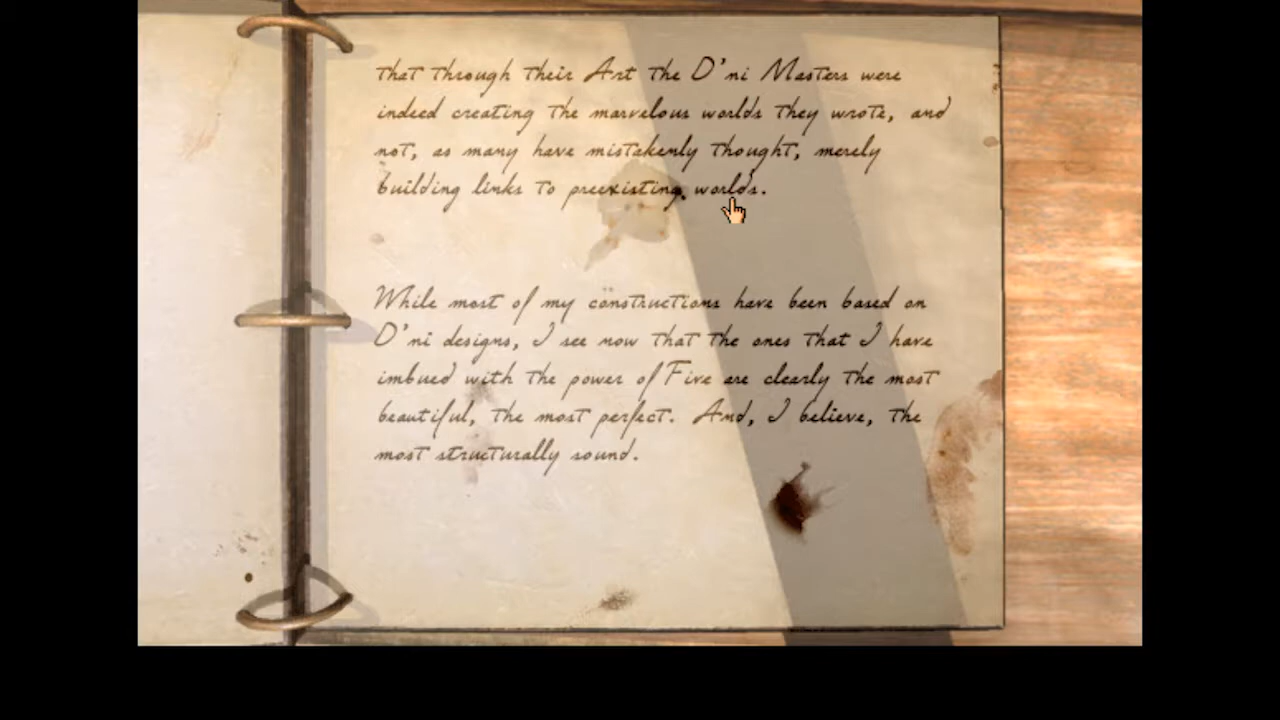 that through their Art the D'ni Masters were
indeed creating the marvelous worlds they wrote, and
not, as many have mistakenly thought, merely
building links to preexisting worlds.
While most of my constructions have been based on
D'ni designs, I see now that the ones that I have
imbued with the power of Five are clearly the most
beautiful, the most perfect. And, I believe, the
most structurally sound.